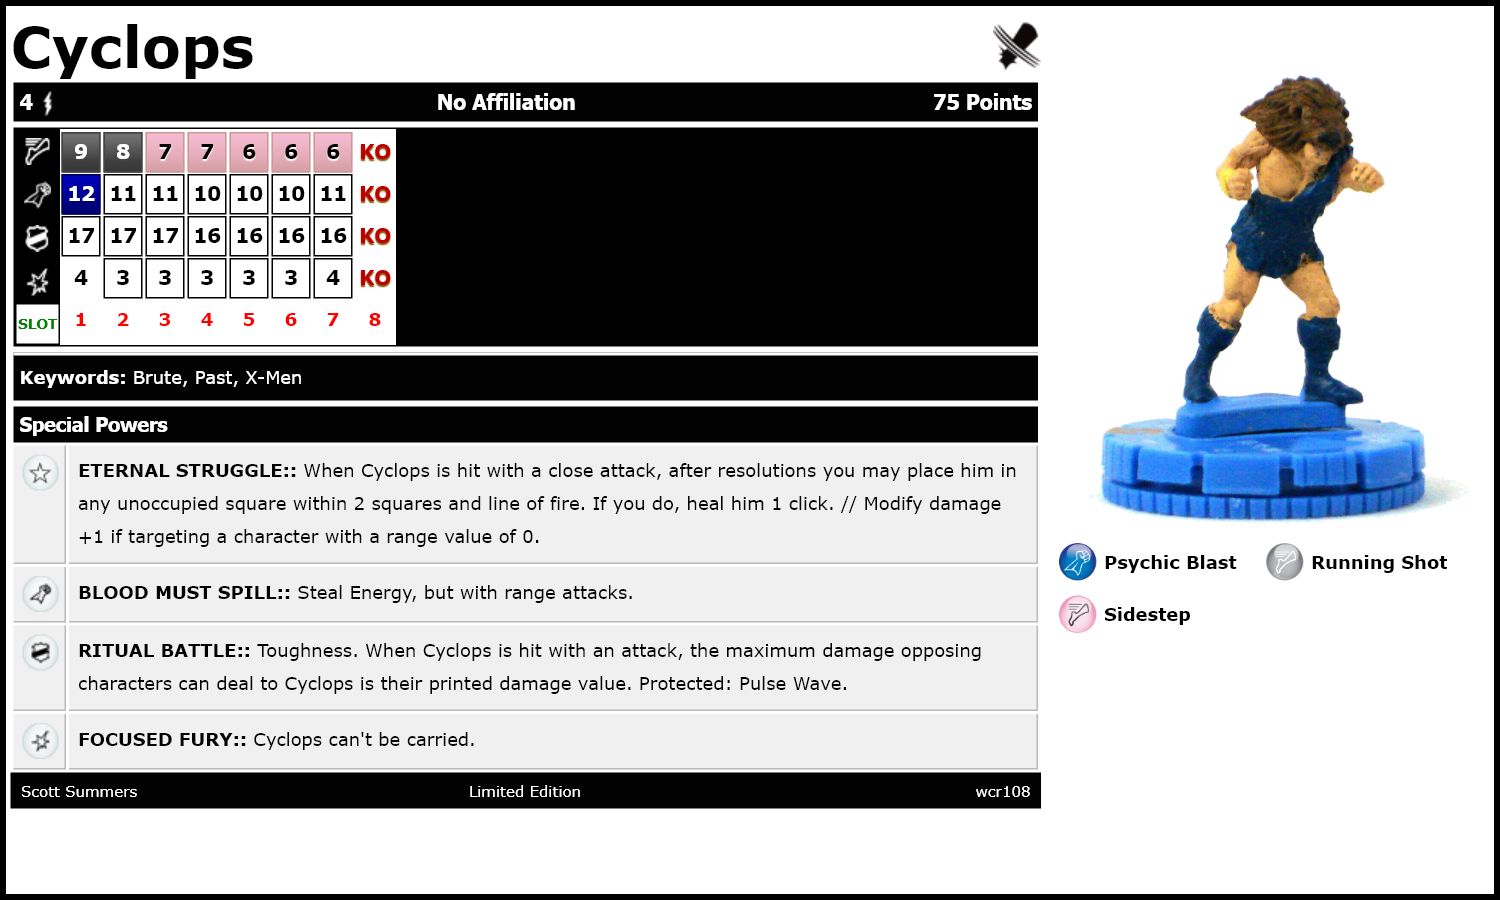 Cyclops
4 No Affiliation 75 Points
9 8 7 7 6 6 6 KO
12 11 11 10 10 10 11 KO
17 17 17 16 16 16 16 KO
4 3 3 3 3 3 4 KO
SLOT 1 2 3 4 5 6 7 8
Keywords: Brute, Past, X-Men
Special Powers
ETERNAL STRUGGLE:: When Cyclops is hit with a close attack, after resolutions you may place him in
any unoccupied square within 2 squares and line of fire. If you do, heal him 1 click. // Modify damage
+1 if targeting a character with a range value of 0.
BLOOD MUST SPILL:: Steal Energy, but with range attacks.
RITUAL BATTLE:: Toughness. When Cyclops is hit with an attack, the maximum damage opposing
characters can deal to Cyclops is their printed damage value. Protected: Pulse Wave.
FOCUSED FURY:: Cyclops can't be carried.
Scott Summers Limited Edition wcr108
Psychic Blast Running Shot
Sidestep